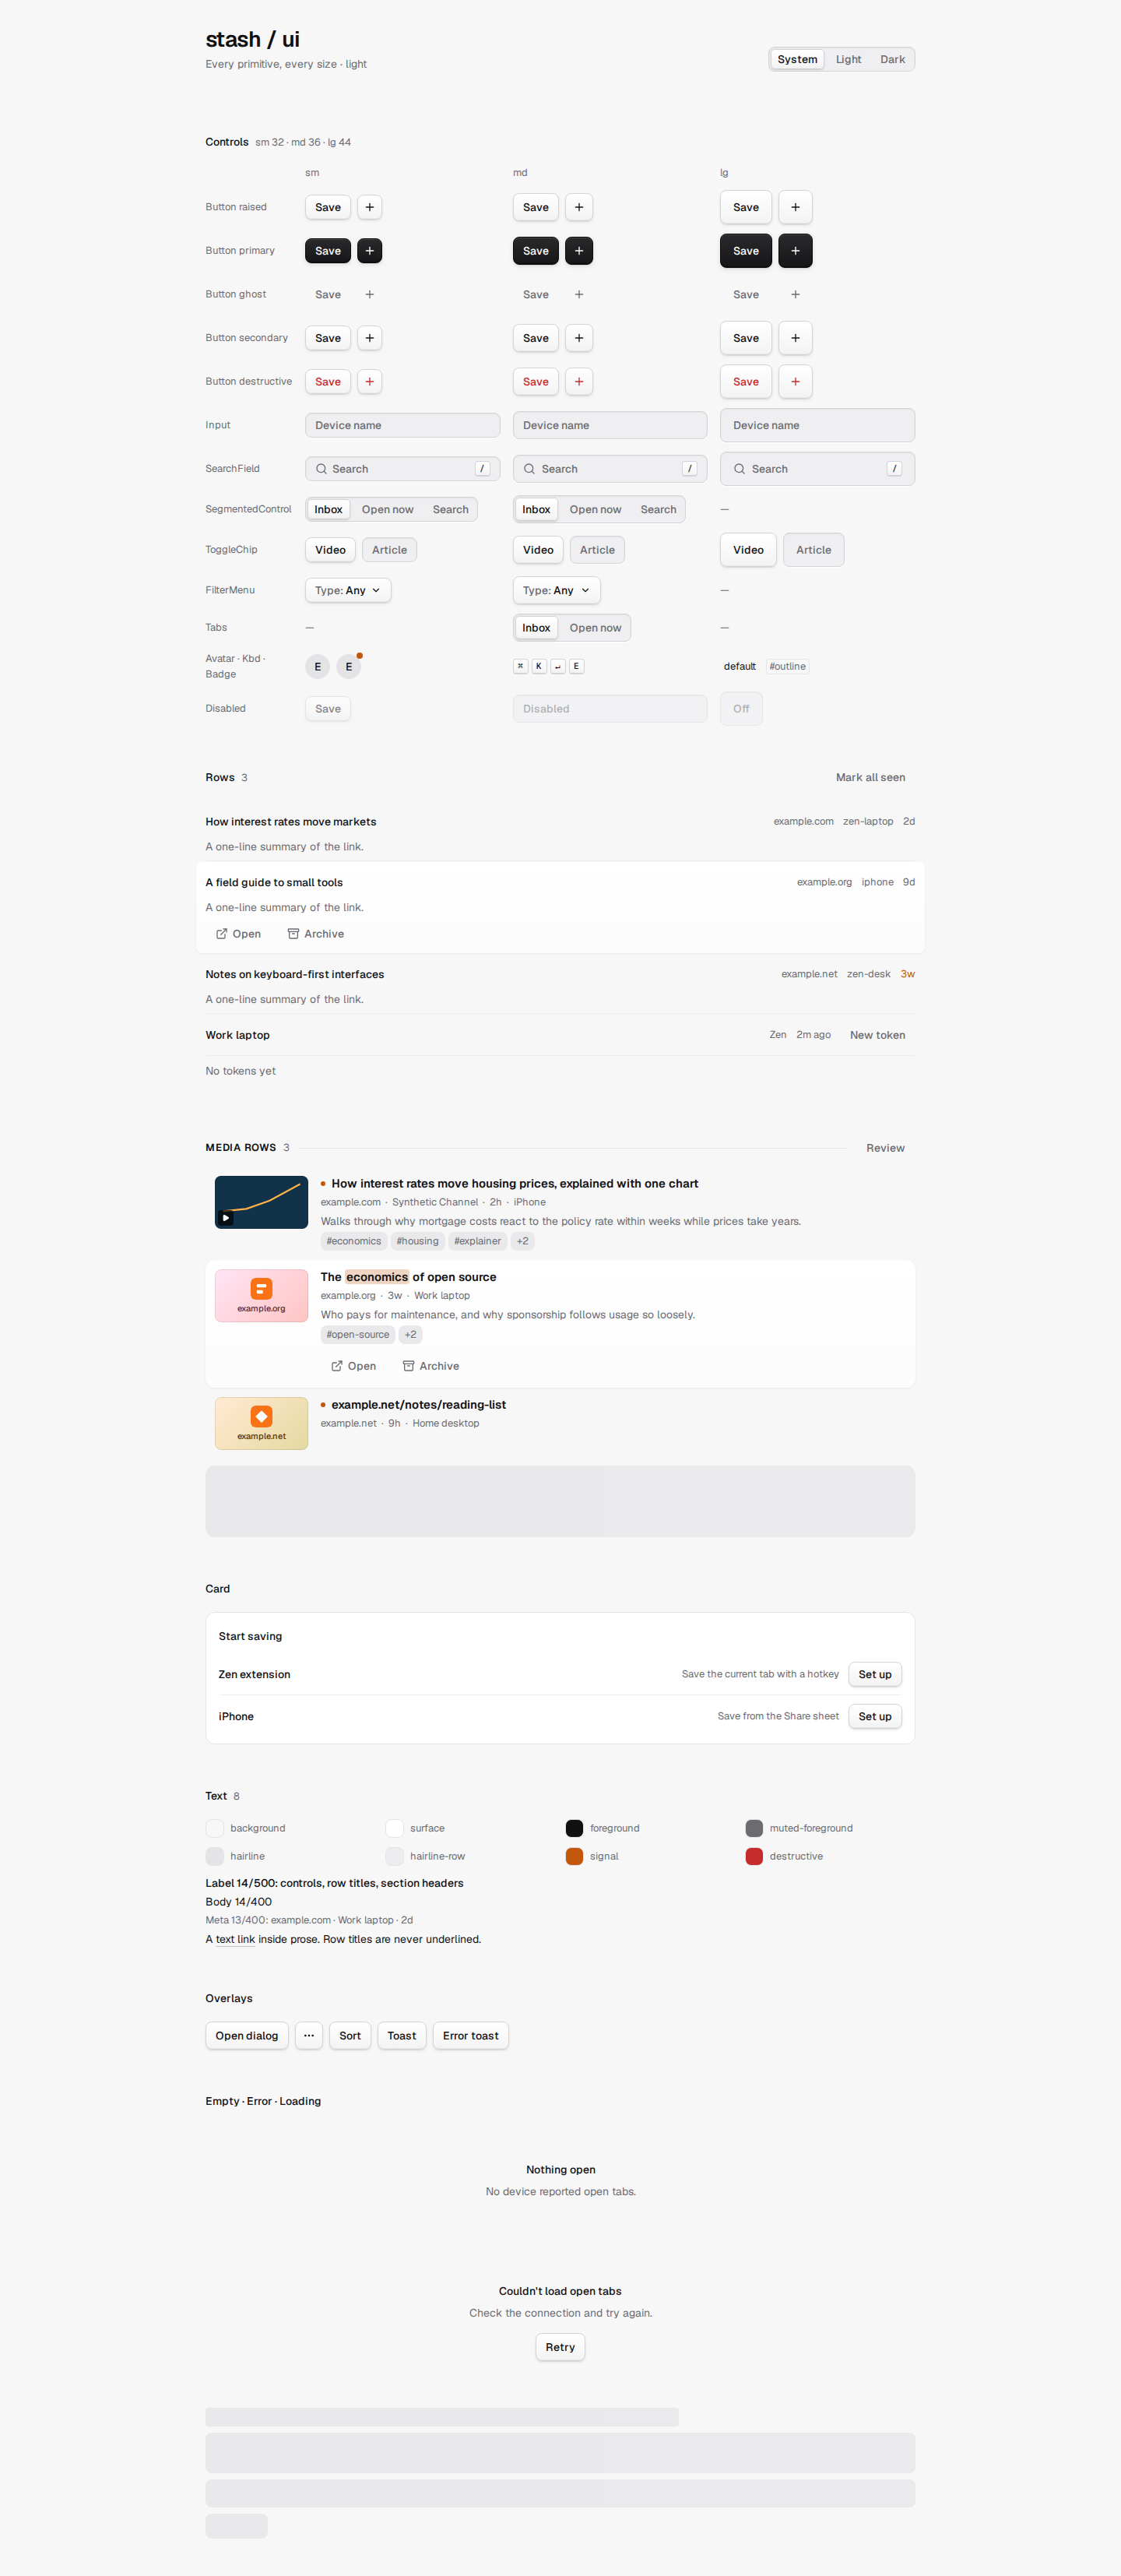 stash / ui
Every primitive, every size · light
System Light Dark
Controls sm 32 · md 36 · lg 44
sm md lg
Button raised Save + Save + Save +
Button primary Save + Save + Save +
Button ghost Save + Save + Save +
Button secondary Save + Save + Save +
Button destructive Save + Save + Save +
Input Device name Device name Device name
SearchField Search / Search / Search /
SegmentedControl Inbox Open now Search Inbox Open now Search —
ToggleChip Video Article Video Article Video Article
FilterMenu Type: Any Type: Any —
Tabs — Inbox Open now —
Avatar · Kbd · E E ⌘ K ↵ E default #outline
Badge
Disabled Save Disabled Off
Rows 3 Mark all seen
How interest rates move markets example.com zen-laptop 2d
A one-line summary of the link.
A field guide to small tools example.org iphone 9d
A one-line summary of the link.
Open Archive
Notes on keyboard-first interfaces example.net zen-desk 3w
A one-line summary of the link.
Work laptop Zen 2m ago New token
No tokens yet
MEDIA ROWS 3 Review
How interest rates move housing prices, explained with one chart
example.com · Synthetic Channel · 2h · iPhone
Walks through why mortgage costs react to the policy rate within weeks while prices take years.
#economics #housing #explainer +2
The economics of open source
example.org
example.org · 3w · Work laptop
Who pays for maintenance, and why sponsorship follows usage so loosely.
#open-source +2
Open Archive
example.net/notes/reading-list
example.net · 9h · Home desktop
example.net
Card
Start saving
Zen extension Save the current tab with a hotkey Set up
iPhone Save from the Share sheet Set up
Text 8
background surface foreground muted-foreground
hairline hairline-row signal destructive
Label 14/500: controls, row titles, section headers
Body 14/400
Meta 13/400: example.com · Work laptop · 2d
A text link inside prose. Row titles are never underlined.
Overlays
Open dialog ··· Sort Toast Error toast
Empty · Error · Loading
Nothing open
No device reported open tabs.
Couldn't load open tabs
Check the connection and try again.
Retry